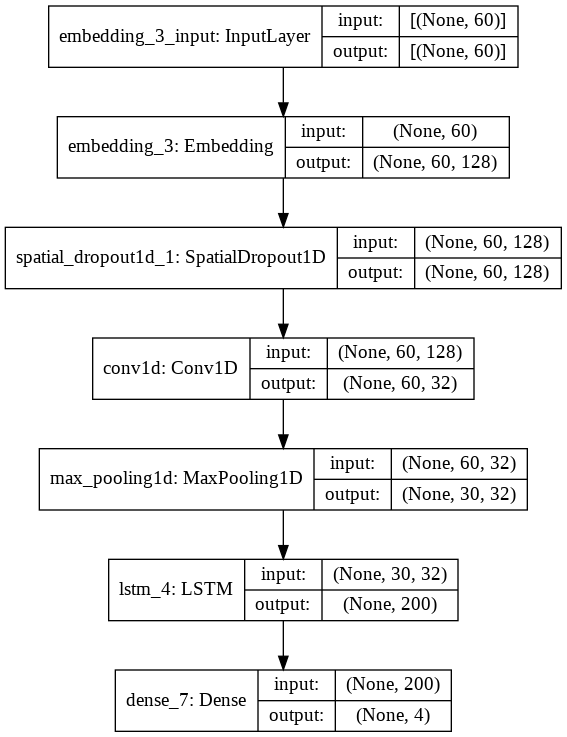 embedding_3_input: InputLayer input: [(None, 60)]
output: [(None, 60)]
embedding_3: Embedding input: (None, 60)
output: (None, 60, 128)
spatial_dropout1d_1: SpatialDropout1D input: (None, 60, 128)
output: (None, 60, 128)
conv1d: Conv1D input: (None, 60, 128)
output: (None, 60, 32)
max_pooling1d: MaxPooling1D input: (None, 60, 32)
output: (None, 30, 32)
lstm_4: LSTM input: (None, 30, 32)
output: (None, 200)
dense_7: Dense input: (None, 200)
output: (None, 4)